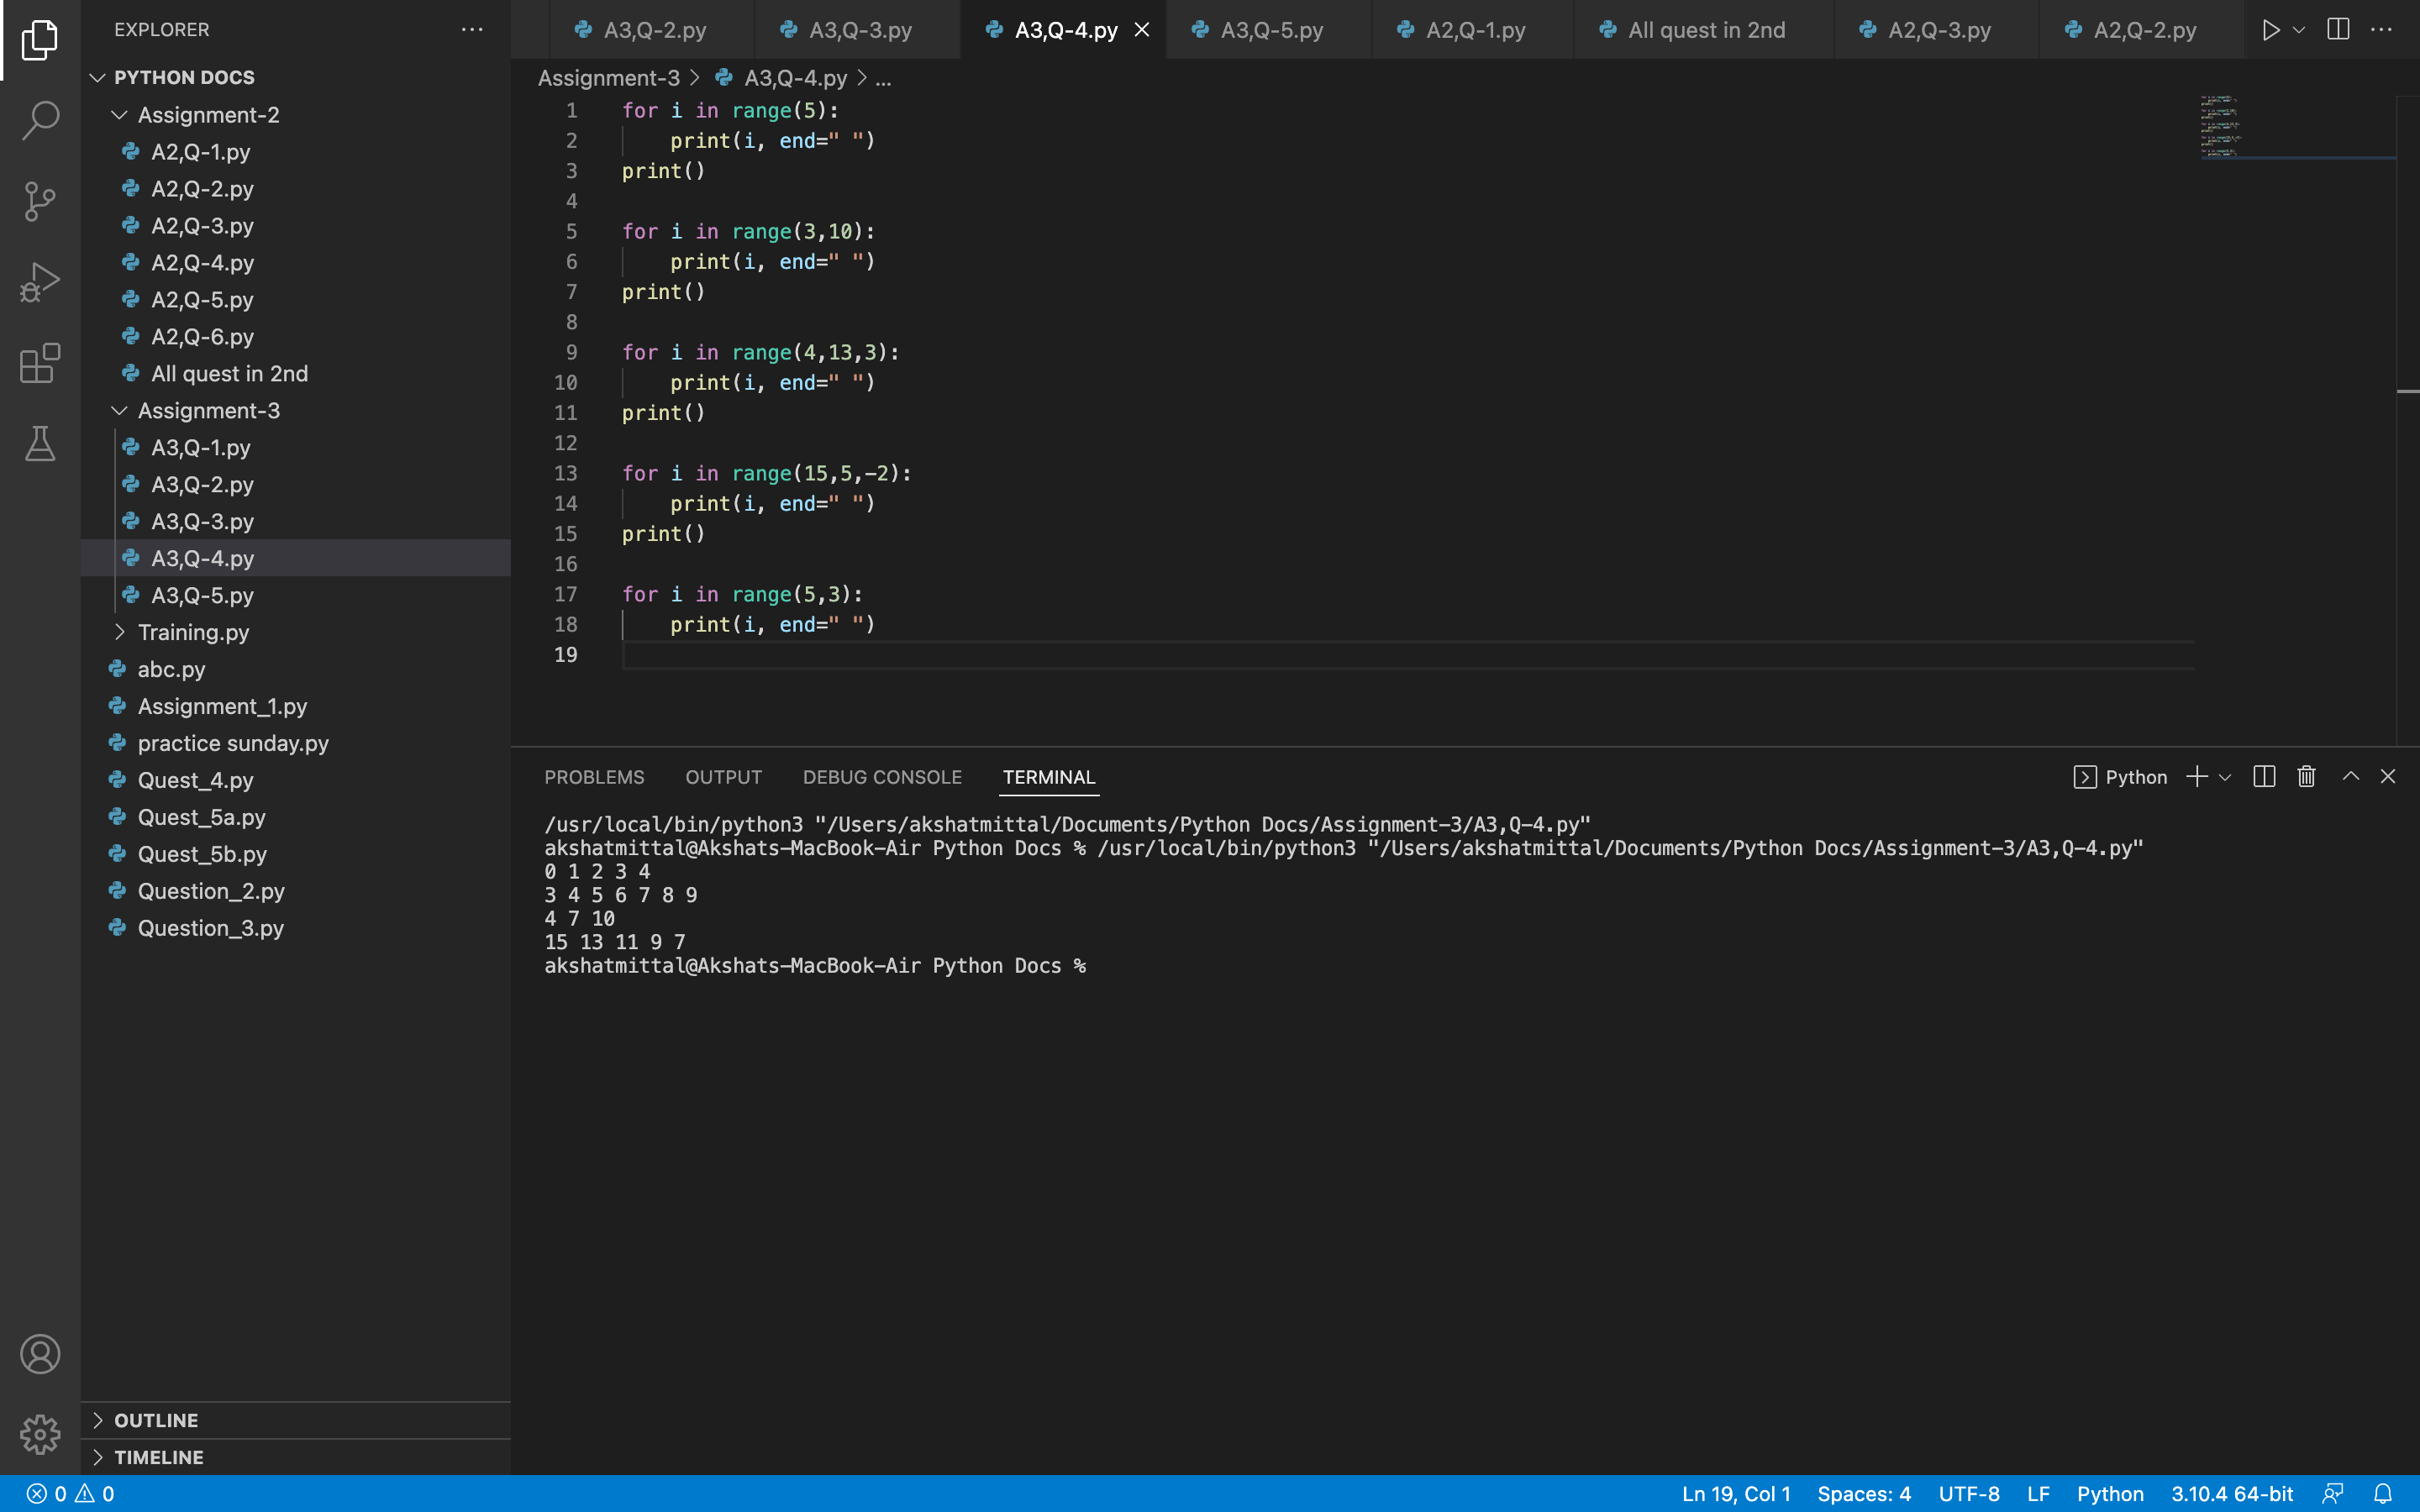 EXPLORER
PYTHON DOCS
Assignment-2
A2,Q-1.py
A2,Q-2.py
A2,Q-3.py
A2,Q-4.py
A2,Q-5.py
A2,Q-6.py
All quest in 2nd
Assignment-3
A3,Q-1.py
A3,Q-2.py
A3,Q-3.py
A3,Q-4.py
A3,Q-5.py
Training.py
abc.py
Assignment_1.py
practice sunday.py
Quest_4.py
Quest_5a.py
Quest_5b.py
Question_2.py
Question_3.py
OUTLINE
TIMELINE
A3,Q-2.py A3,Q-3.py A3,Q-4.py A3,Q-5.py A2,Q-1.py All quest in 2nd A2,Q-3.py A2,Q-2.py
Assignment-3 > A3,Q-4.py > ...
1 for i in range(5):
2     print(i, end=" ")
3 print()
4
5 for i in range(3,10):
6     print(i, end=" ")
7 print()
8
9 for i in range(4,13,3):
10     print(i, end=" ")
11 print()
12
13 for i in range(15,5,-2):
14     print(i, end=" ")
15 print()
16
17 for i in range(5,3):
18     print(i, end=" ")
19
PROBLEMS OUTPUT DEBUG CONSOLE TERMINAL Python
/usr/local/bin/python3 "/Users/akshatmittal/Documents/Python Docs/Assignment-3/A3,Q-4.py"
akshatmittal@Akshats-MacBook-Air Python Docs % /usr/local/bin/python3 "/Users/akshatmittal/Documents/Python Docs/Assignment-3/A3,Q-4.py"
0 1 2 3 4
3 4 5 6 7 8 9
4 7 10
15 13 11 9 7
akshatmittal@Akshats-MacBook-Air Python Docs %
0 0 Ln 19, Col 1 Spaces: 4 UTF-8 LF Python 3.10.4 64-bit